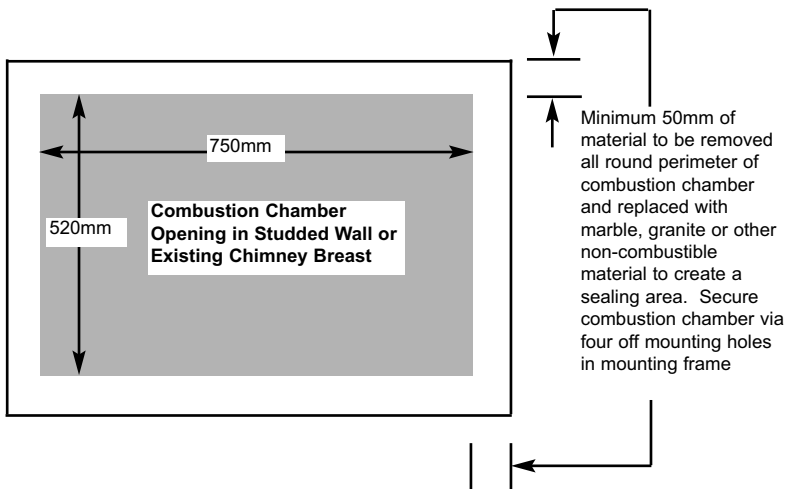 750mm
520mm
Combustion Chamber
Opening in Studded Wall or
Existing Chimney Breast
Minimum 50mm of
material to be removed
all round perimeter of
combustion chamber
and replaced with
marble, granite or other
non-combustible
material to create a
sealing area.  Secure
combustion chamber via
four off mounting holes
in mounting frame